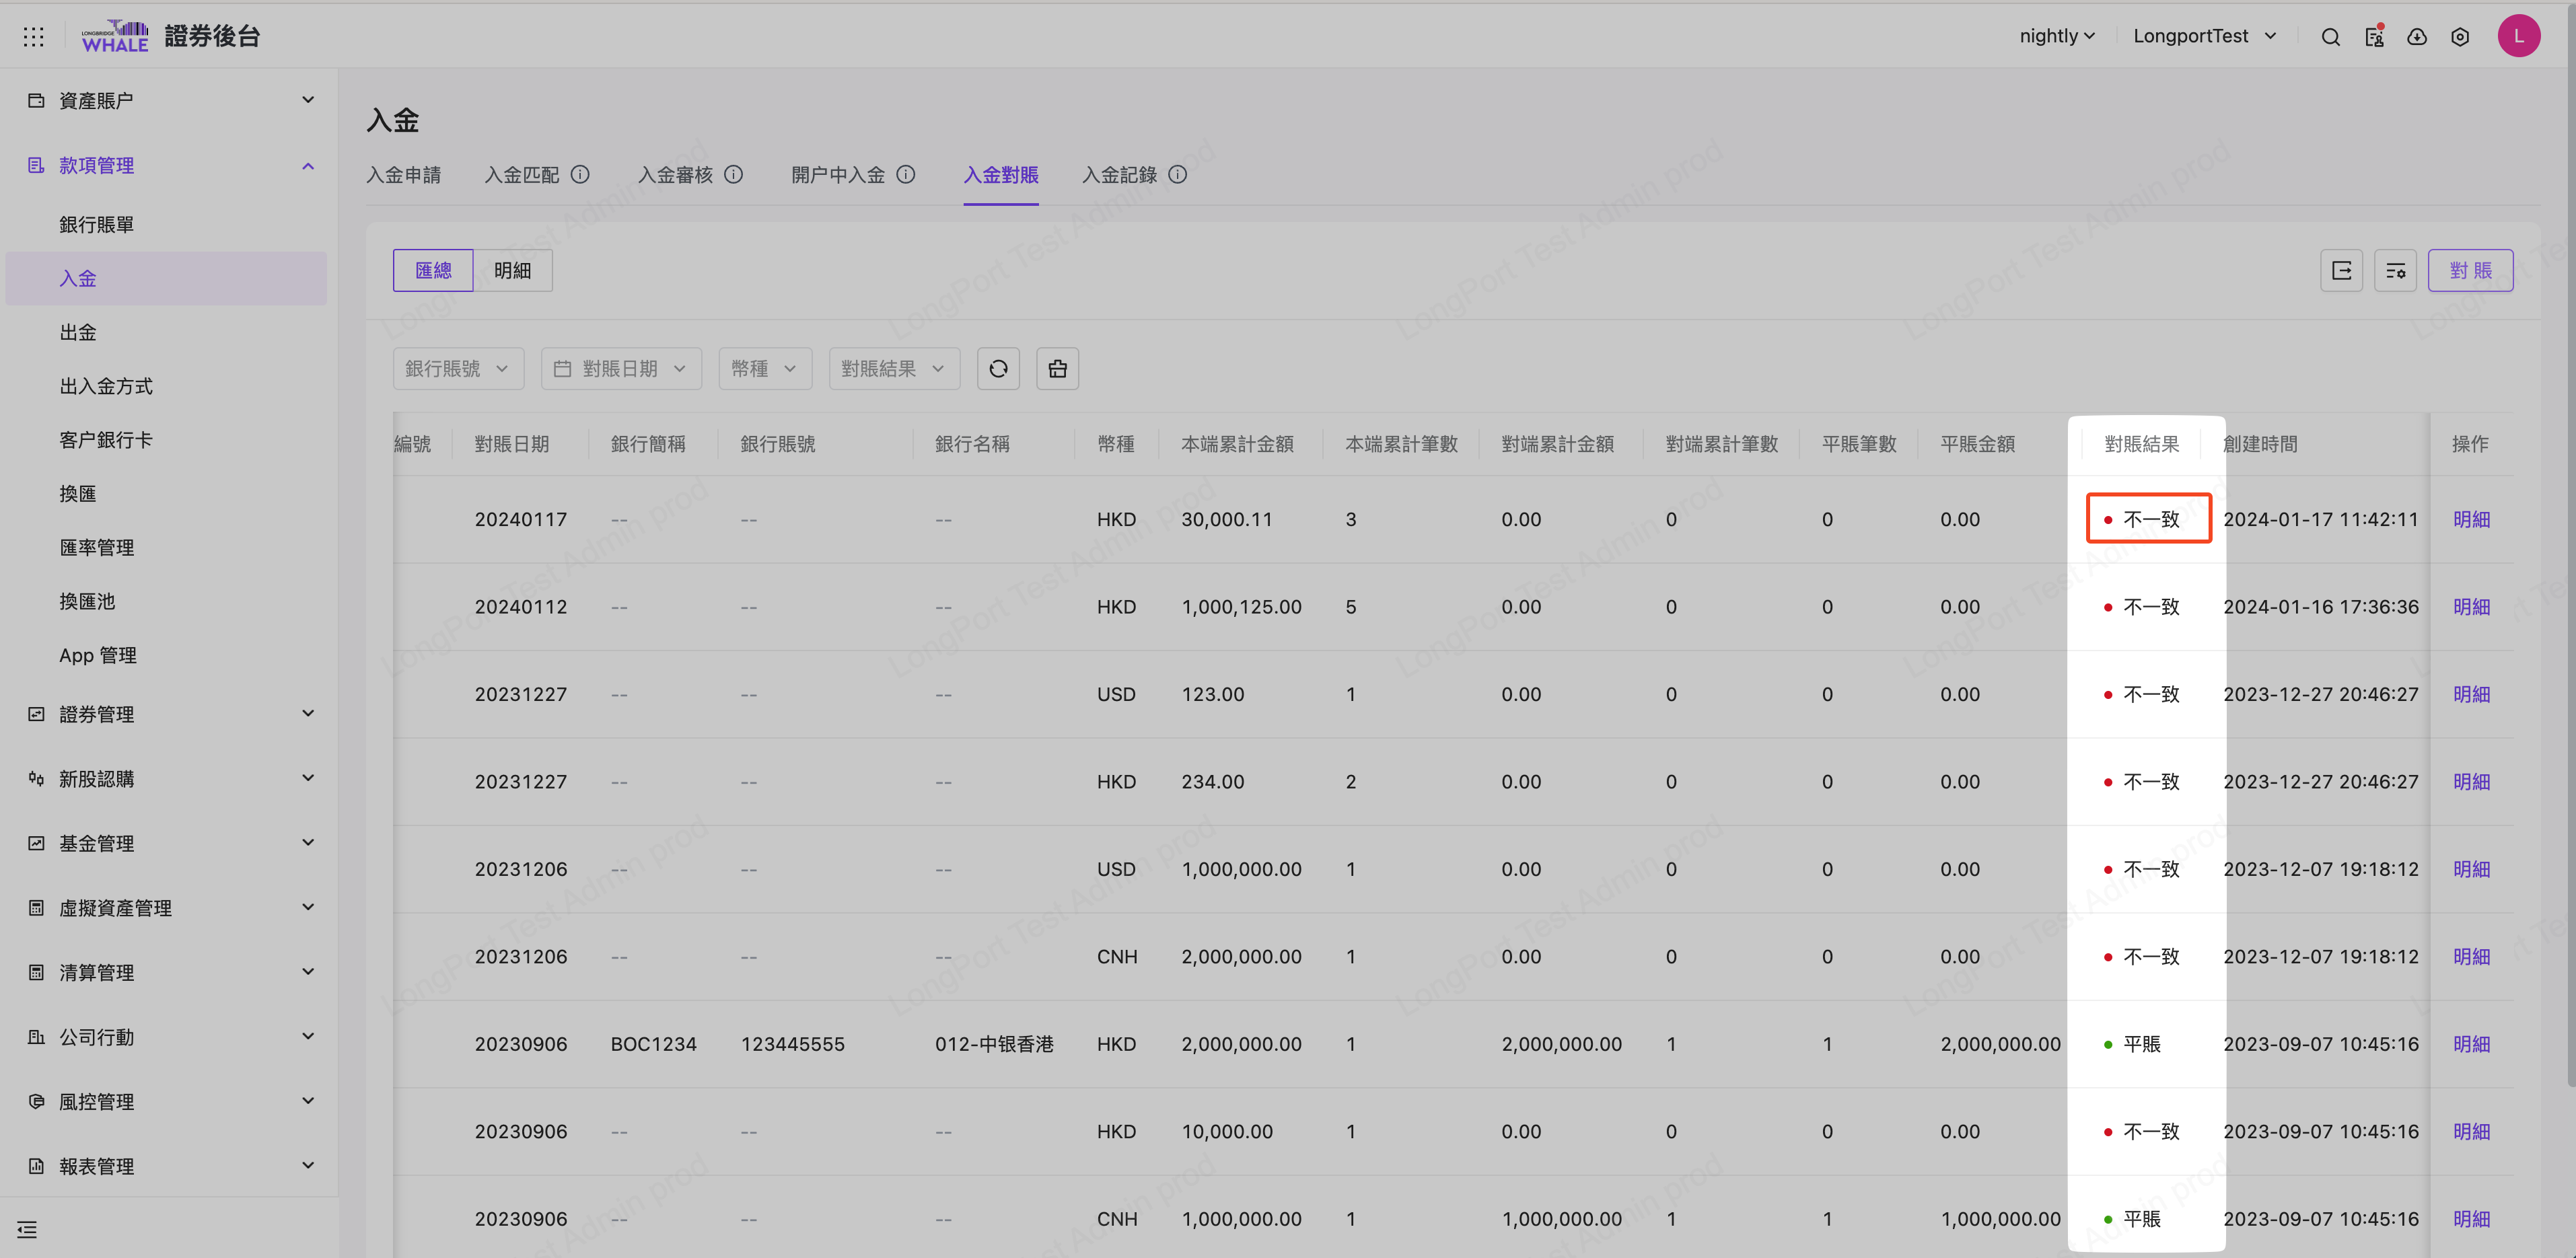 LONGBRIDGE
WHALE 證券後台
nightly LongportTest L
資產賬户
款項管理
銀行賬單
入金
出金
出入金方式
客户銀行卡
換匯
匯率管理
換匯池
App 管理
證券管理
新股認購
基金管理
虛擬資產管理
清算管理
公司行動
風控管理
報表管理
入金
入金申請 入金匹配 入金審核 開户中入金 入金對賬 入金記錄
匯總 明細 對 賬
銀行賬號 對賬日期 幣種 對賬結果
編號 對賬日期 銀行簡稱 銀行賬號 銀行名稱 幣種 本端累計金額 本端累計筆數 對端累計金額 對端累計筆數 平賬筆數 平賬金額 對賬結果 創建時間 操作
20240117 -- -- -- HKD 30,000.11 3 0.00 0 0 0.00 不一致 2024-01-17 11:42:11 明細
20240112 -- -- -- HKD 1,000,125.00 5 0.00 0 0 0.00 不一致 2024-01-16 17:36:36 明細
20231227 -- -- -- USD 123.00 1 0.00 0 0 0.00 不一致 2023-12-27 20:46:27 明細
20231227 -- -- -- HKD 234.00 2 0.00 0 0 0.00 不一致 2023-12-27 20:46:27 明細
20231206 -- -- -- USD 1,000,000.00 1 0.00 0 0 0.00 不一致 2023-12-07 19:18:12 明細
20231206 -- -- -- CNH 2,000,000.00 1 0.00 0 0 0.00 不一致 2023-12-07 19:18:12 明細
20230906 BOC1234 123445555 012-中银香港 HKD 2,000,000.00 1 2,000,000.00 1 1 2,000,000.00 平賬 2023-09-07 10:45:16 明細
20230906 -- -- -- HKD 10,000.00 1 0.00 0 0 0.00 不一致 2023-09-07 10:45:16 明細
20230906 -- -- -- CNH 1,000,000.00 1 1,000,000.00 1 1 1,000,000.00 平賬 2023-09-07 10:45:16 明細
LongPort Test Admin prod